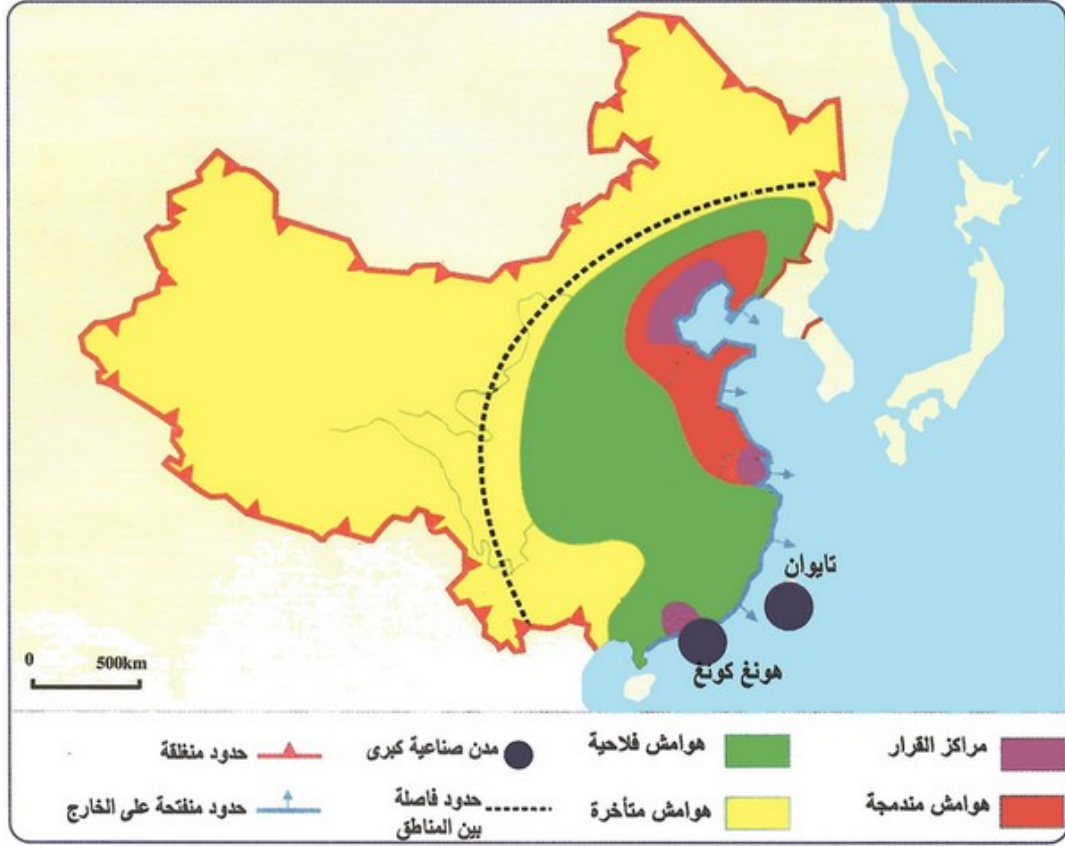 تايوان
هونغ كونغ
0 500km
مراكز القرار
هوامش فلاحية
مدن صناعية كبرى
حدود منغلقة
هوامش مندمجة
هوامش متأخرة
حدود فاصلة
بين المناطق
حدود منفتحة على الخارج